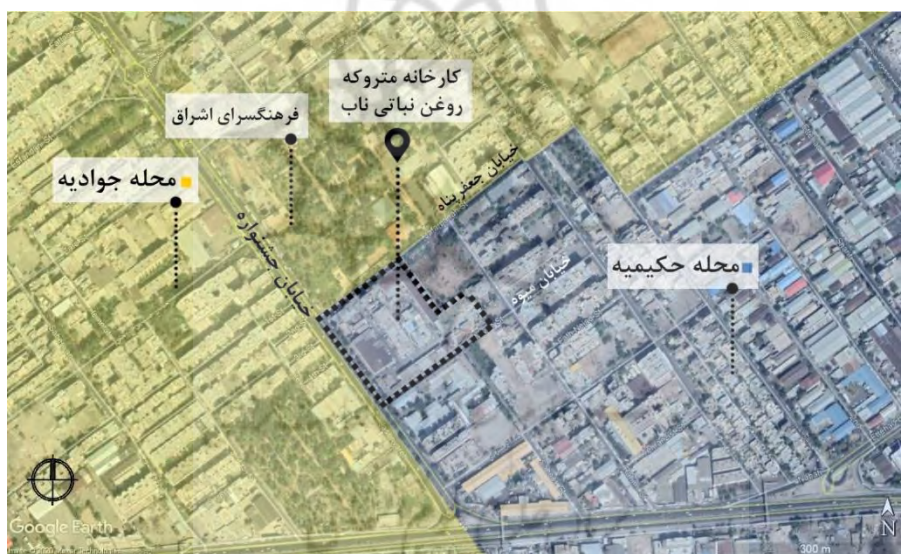 کارخانه متروکه
روغن نباتی ناب
فرهنگسرای اشراق
محله جوادیه
خیابان جعفرپناه
خیابان جشنواره
خیابان میوه
محله حکیمیه
Google Earth
N
300 m